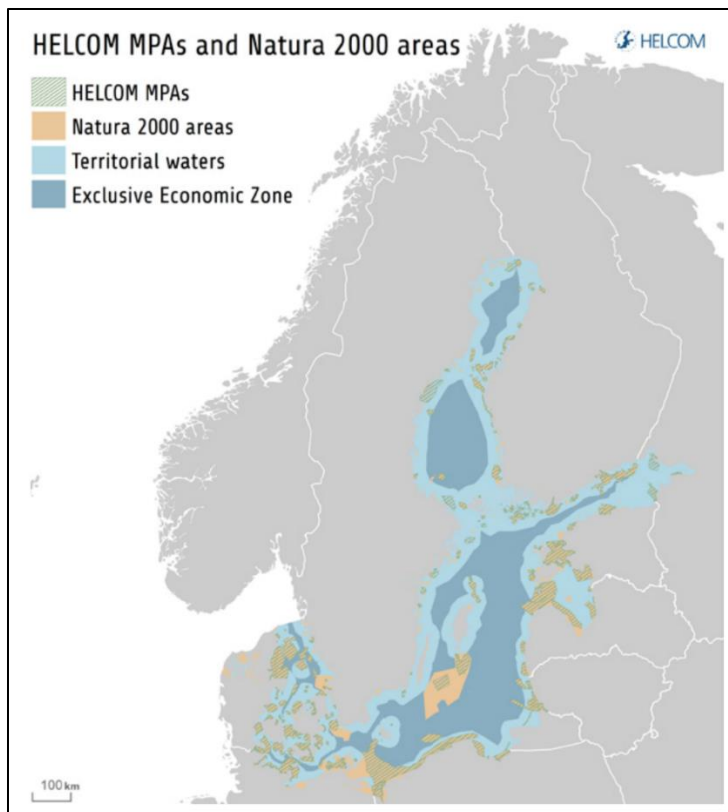 HELCOM MPAs and Natura 2000 areas
HELCOM
HELCOM MPAs
Natura 2000 areas
Territorial waters
Exclusive Economic Zone
100 km